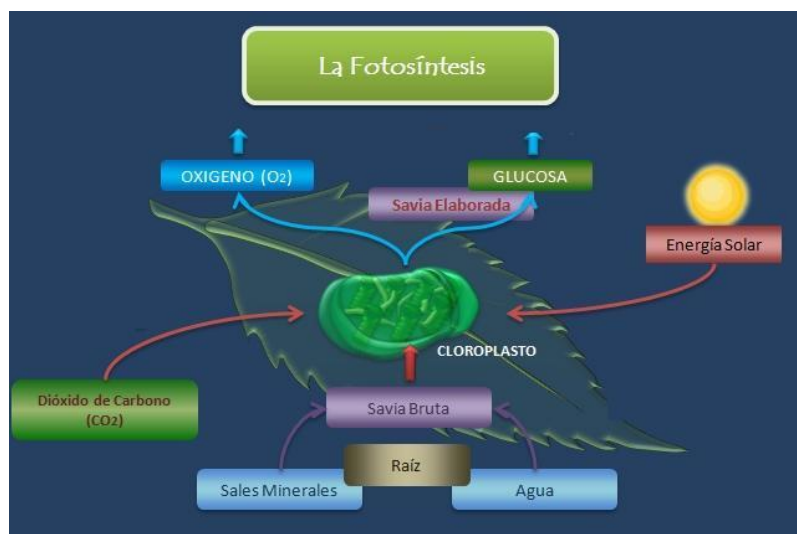 La Fotosíntesis
OXIGENO (O2)
GLUCOSA
Savia Elaborada
Energía Solar
CLOROPLASTO
Dióxido de Carbono
(CO2)
Savia Bruta
Raíz
Sales Minerales
Agua